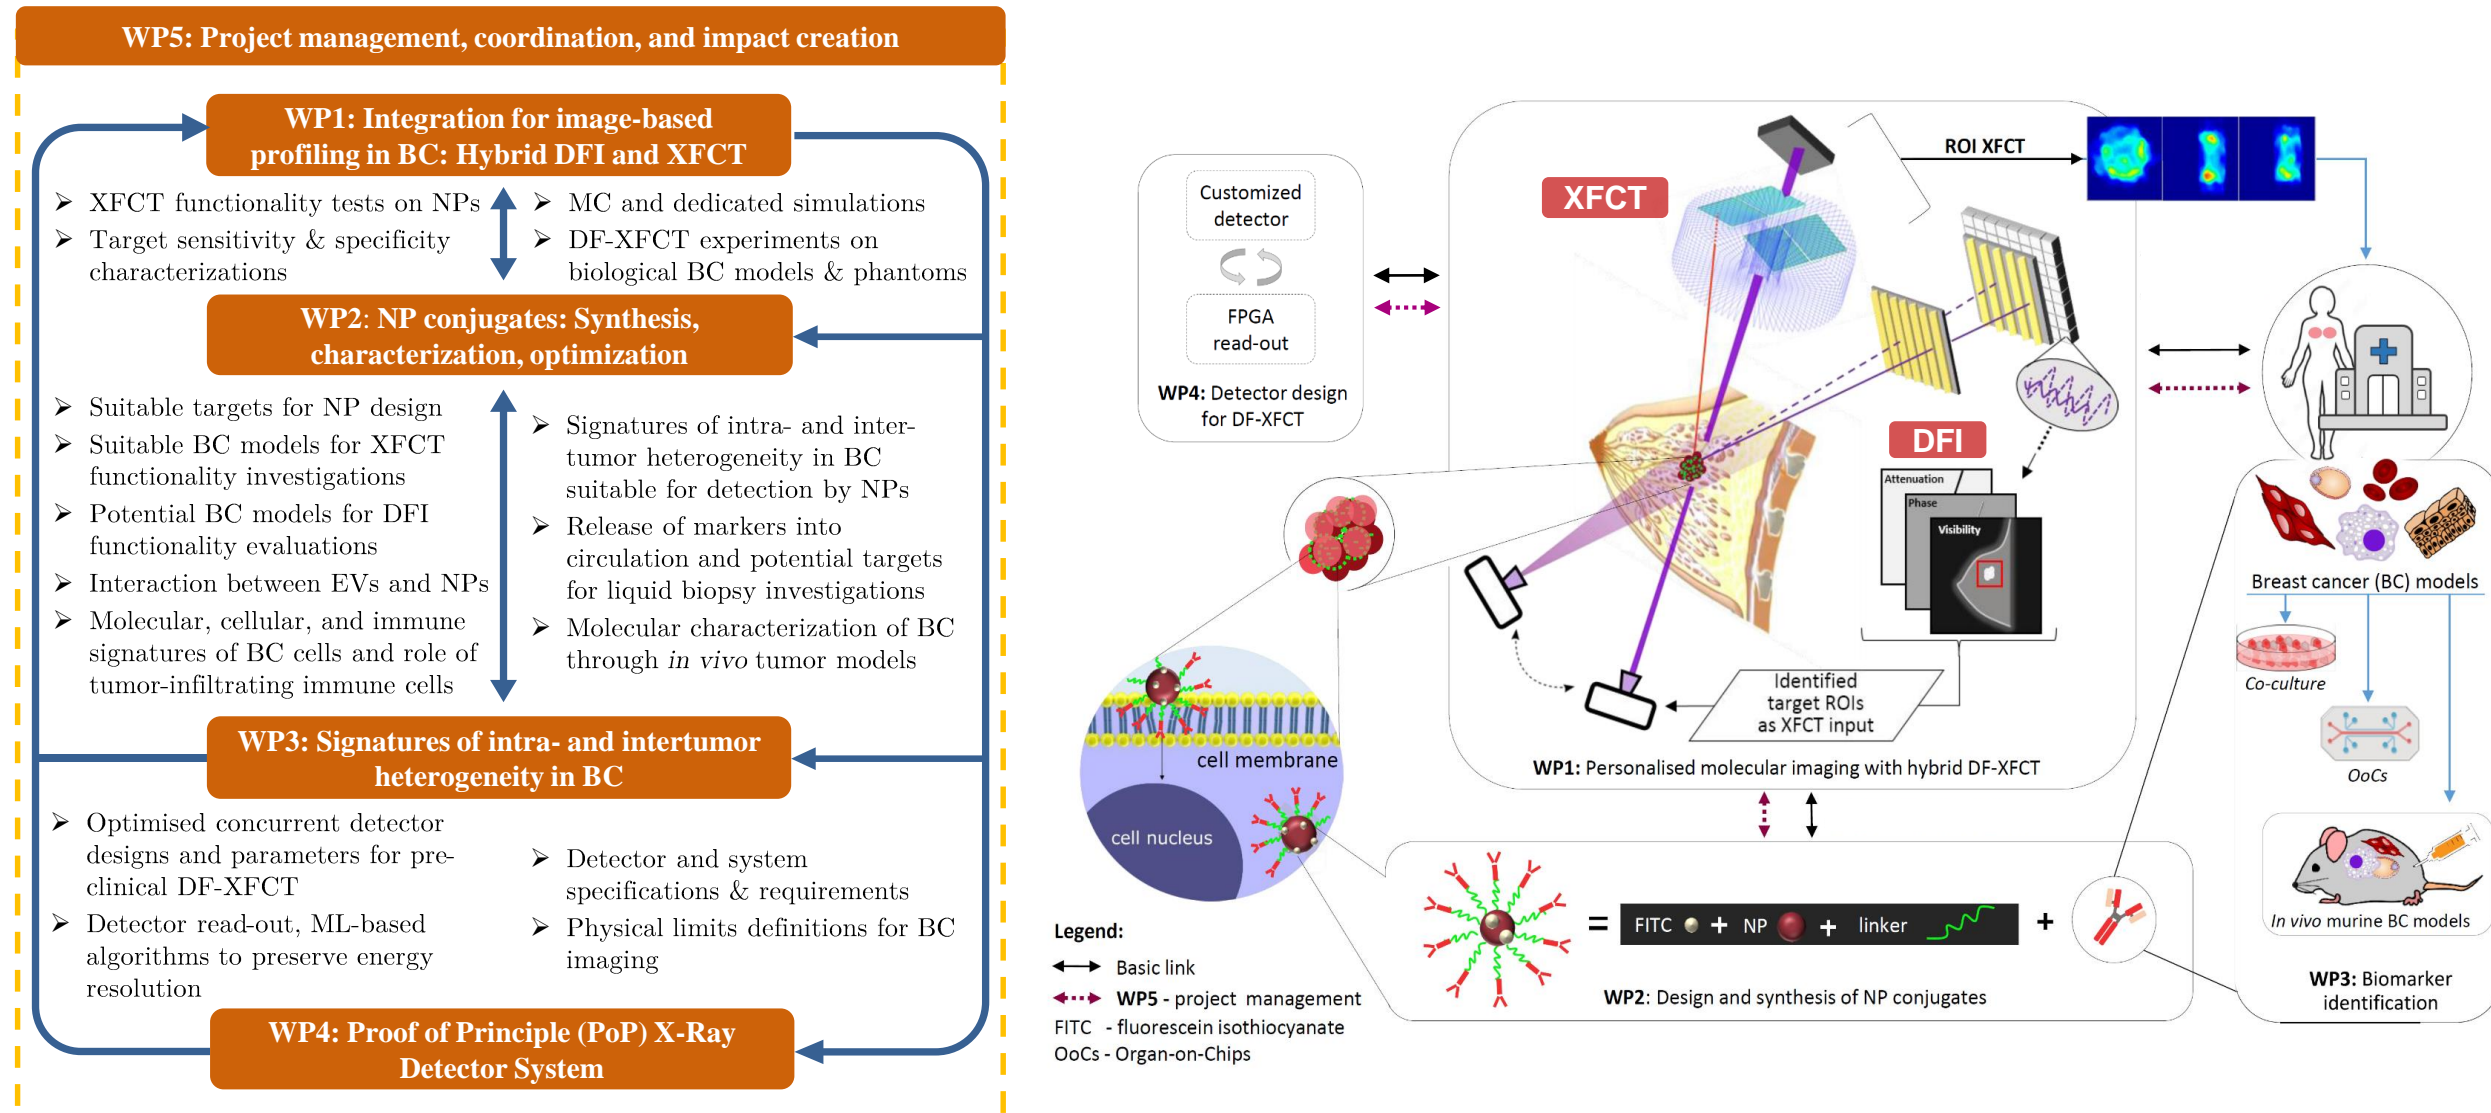 WP5: Project management, coordination, and impact creation
WP1: Integration for image-based
profiling in BC: Hybrid DFI and XFCT
➢ XFCT functionality tests on NPs
➢ Target sensitivity & specificity
characterizations
➢ MC and dedicated simulations
➢ DF-XFCT experiments on
biological BC models & phantoms
WP2: NP conjugates: Synthesis,
characterization, optimization
➢ Suitable targets for NP design
➢ Suitable BC models for XFCT
functionality investigations
➢ Potential BC models for DFI
functionality evaluations
➢ Interaction between EVs and NPs
➢ Molecular, cellular, and immune
signatures of BC cells and role of
tumor-infiltrating immune cells
➢ Signatures of intra- and inter-
tumor heterogeneity in BC
suitable for detection by NPs
➢ Release of markers into
circulation and potential targets
for liquid biopsy investigations
➢ Molecular characterization of BC
through in vivo tumor models
WP3: Signatures of intra- and intertumor
heterogeneity in BC
➢ Optimised concurrent detector
designs and parameters for pre-
clinical DF-XFCT
➢ Detector read-out, ML-based
algorithms to preserve energy
resolution
➢ Detector and system
specifications & requirements
➢ Physical limits definitions for BC
imaging
WP4: Proof of Principle (PoP) X-Ray
Detector System
Customized
detector
FPGA
read-out
WP4: Detector design
for DF-XFCT
XFCT
ROI XFCT
DFI
Attenuation
Phase
Visibility
Identified
target ROIs
as XFCT input
WP1: Personalised molecular imaging with hybrid DF-XFCT
cell membrane
cell nucleus
Breast cancer (BC) models
Co-culture
OoCs
In vivo murine BC models
WP3: Biomarker
identification
= FITC + NP + linker +
WP2: Design and synthesis of NP conjugates
Legend:
Basic link
WP5 - project management
FITC - fluorescein isothiocyanate
OoCs - Organ-on-Chips